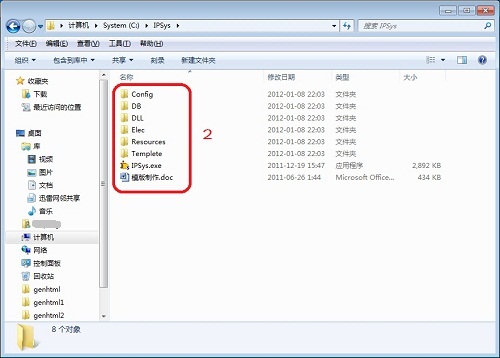 计算机 ▸ System (C:) ▸ IPSys ▸
搜索 IPSys
文件(F) 编辑(E) 查看(V) 工具(T) 帮助(H)
组织 包含到库中 共享 刻录 新建文件夹
名称 修改日期 类型 大小
收藏夹
下载
最近访问的位置
桌面
库
视频
图片
文档
迅雷网邻共享
音乐
计算机
网络
控制面板
回收站
genhtml
genhtml1
genhtml2
Config 2012-01-08 22:03 文件夹
DB 2012-01-08 22:03 文件夹
DLL 2012-01-08 22:03 文件夹
Elec 2012-01-08 22:03 文件夹
Resources 2012-01-08 22:03 文件夹
Templete 2012-01-08 22:03 文件夹
IPSys.exe 2011-12-19 15:47 应用程序 2,892 KB
模版制作.doc 2011-06-26 1:44 Microsoft Office... 434 KB
2
8 个对象